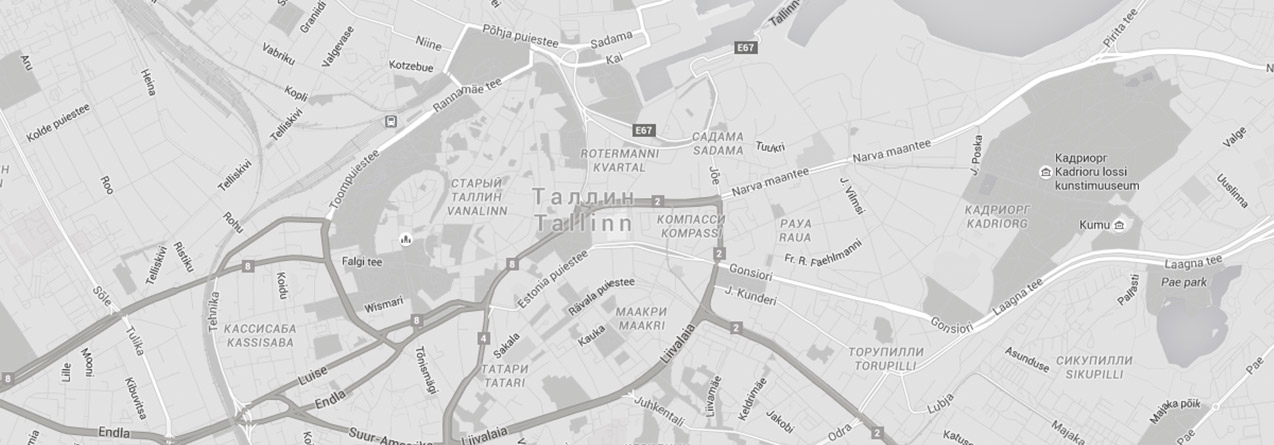 Põhja puiestee
Sadama
Kai
Tallinn
Pirita tee
Niine
Graniidi
Valgevase
Vabriku
Kotzebue
E67
Aru
Heina
Kopli
Rannamäe tee
Kolde puiestee
Telliskivi
E67
САДАМА
SADAMA
Tuukri
Narva maantee
J. Poska
Valge
ROTERMANNI
KVARTAL
Toompuiestee
Кадриорг
Kadrioru lossi
kunstimuuseum
Roo
Telliskivi
СТАРЫЙ
ТАЛЛИН
VANALINN
Jõe
Narva maantee
J. Vilmsi
Uuslinna
Таллин
Tallinn
2
КОМПАССИ
KOMPASSI
РАУА
RAUA
КАДРИОРГ
KADRIORG
Kumu
Rohu
Ristiku
Telliskivi
8
Falgi tee
8
2
Fr. R. Faehlmanni
Gonsiori
Laagna tee
Estonia puiestee
Koidu
Sõle
Tehnika
Wismari
Rävala puiestee
J. Kunderi
Laagna tee
Pallasti
Pae park
8
МААКРИ
MAAKRI
Kauka
Gonsiori
КАССИСАБА
KASSISABA
Tulika
4
Sakala
Liivalaia
2
ТОРУПИЛЛИ
TORUPILLI
Asunduse
СИКУПИЛЛИ
SIKUPILLI
Pae
8
Lille
Mooni
Kibuvitsa
Luise
Tõnismägi
ТАТАРИ
TATARI
Endla
Juhkentali
Liivamäe
Keldrimäe
Jakobi
Lubja
Majaka põik
Endla
Suur-Ameerika
Liivalaia
Odra
2
Katuse
Majaka